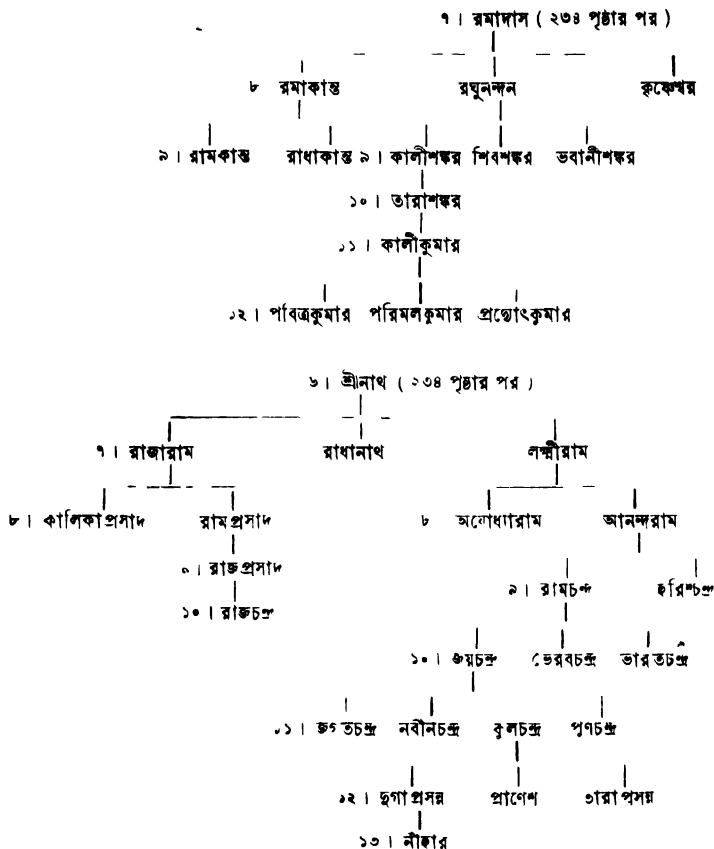 ৭। রমাদাস ( ২৩৪ পৃষ্ঠার পর )
৮ রমাকান্ত রঘুনন্দন কৃষ্ণেশ্বর
৯। রামকান্ত রাধাকান্ত ৯। কালীশঙ্কর শিবশঙ্কর ভবানীশঙ্কর
১০। তারাশঙ্কর
১১। কালীকুমার
১২। পবিত্রকুমার পরিমলকুমার প্রদ্যোৎকুমার
৬। শ্রীনাথ ( ২৩৪ পৃষ্ঠার পর )
৭। রাজারাম রাধানাথ লক্ষ্মীরাম
৮। কালিকাপ্রসাদ রামপ্রসাদ ৮ অযোধ্যারাম আনন্দরাম
৯। রাজপ্রসাদ
৯। রামচন্দ্র হরিশ্চন্দ্র
১০। রাজচন্দ্র
১০। জয়চন্দ্র ভৈরবচন্দ্র ভারতচন্দ্র
১১। জগতচন্দ্র নবীনচন্দ্র কুলচন্দ্র পূর্ণচন্দ্র
১২। দুর্গাপ্রসন্ন প্রাণেশ তারাপ্রসন্ন
১৩। নীহার